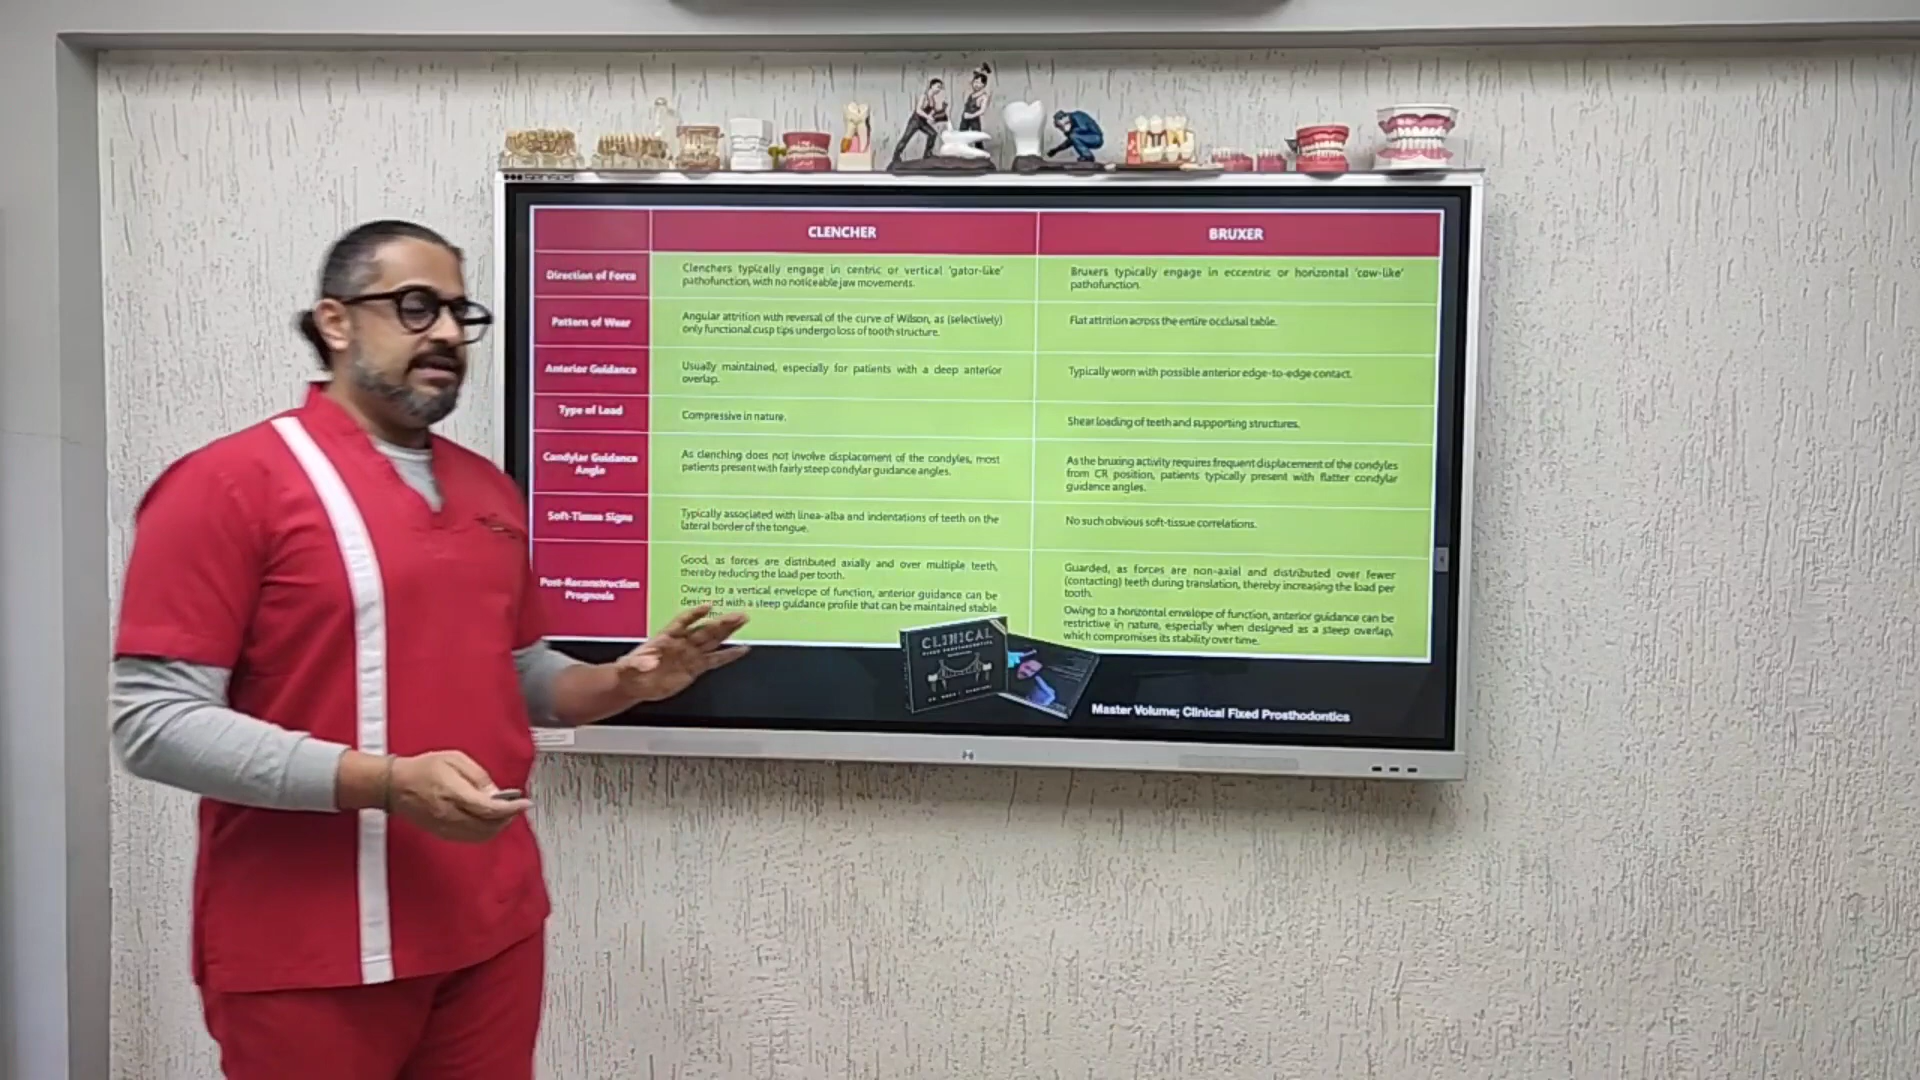 CLENCHER
BRUXER
Direction of Force
Clenchers typically engage in centric or vertical 'gator-like'
pathofunction, with no noticeable jaw movements.
Bruxers typically engage in eccentric or horizontal 'cow-like'
pathofunction.
Pattern of Wear
Angular attrition with reversal of the curve of Wilson, as (selectively)
only functional cusp tips undergo loss of tooth structure.
Flat attrition across the entire occlusal table.
Anterior Guidance
Usually maintained, especially for patients with a deep anterior
overlap.
Typically worn with possible anterior edge-to-edge contact.
Type of Load
Compressive in nature.
Shear loading of teeth and supporting structures.
Condylar Guidance
Angle
As clenching does not involve displacement of the condyles, most
patients present with fairly steep condylar guidance angles.
As the bruxing activity requires frequent displacement of the condyles
from CR position, patients typically present with flatter condylar
guidance angles.
Soft-Tissue Signs
Typically associated with linea-alba and indentations of teeth on the
lateral border of the tongue.
No such obvious soft-tissue correlations.
Post-Reconstruction
Prognosis
Good, as forces are distributed axially and over multiple teeth,
thereby reducing the load per tooth.
Owing to a vertical envelope of function, anterior guidance can be
designed with a steep guidance profile that can be maintained stable
Guarded, as forces are non-axial and distributed over fewer
(contacting) teeth during translation, thereby increasing the load per
tooth.
Owing to a horizontal envelope of function, anterior guidance can be
restrictive in nature, especially when designed as a steep overlap,
which compromises its stability over time.
CLINICAL
FIXED PROSTHODONTICS
Master Volume; Clinical Fixed Prosthodontics